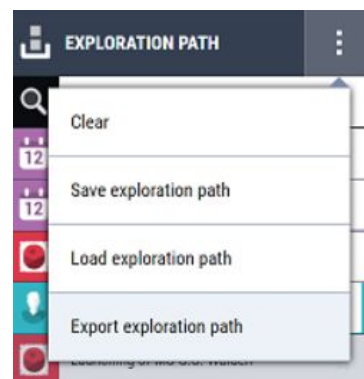 EXPLORATION PATH
Clear
12
Save exploration path
12
Load exploration path
Export exploration path